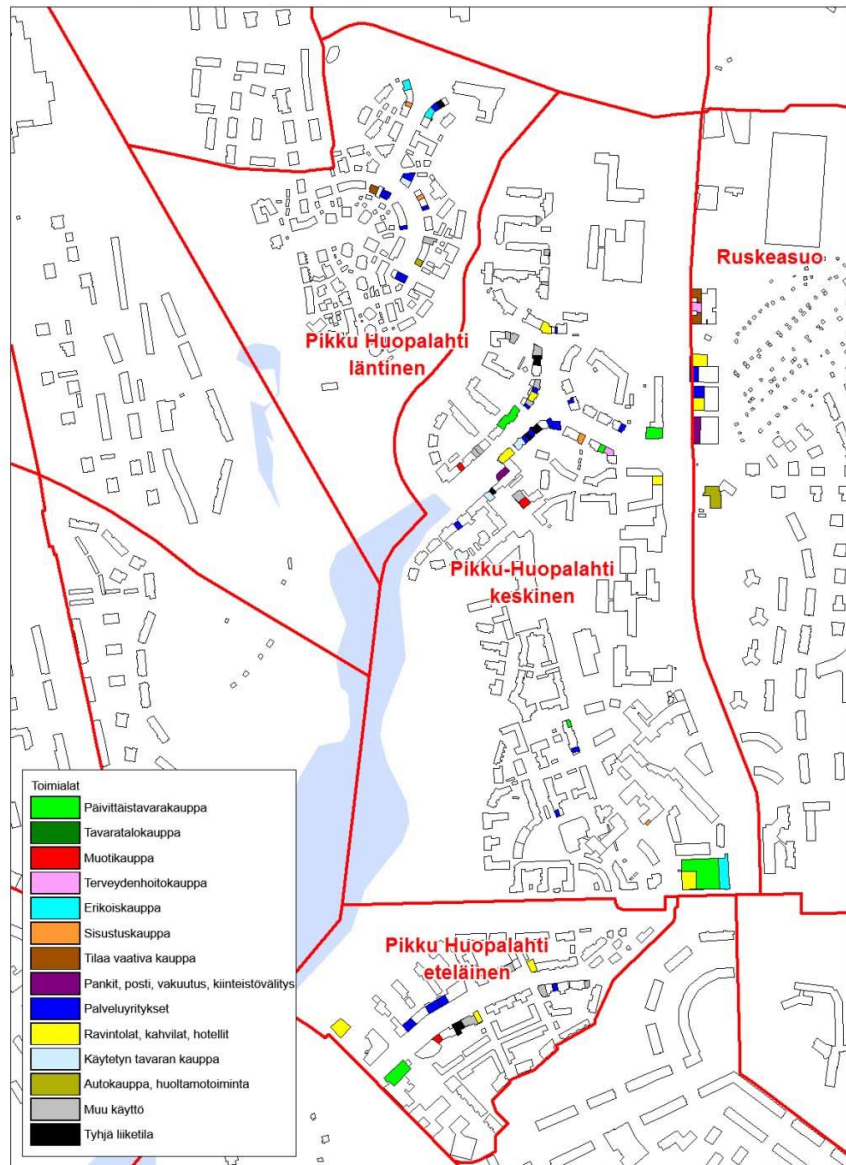 Ruskeasuo
Pikku Huopalahti
läntinen
Pikku-Huopalahti
keskinen
Pikku Huopalahti
eteläinen
Toimialat
Päivittäistavarakauppa
Tavaratalokauppa
Muotikauppa
Terveydenhoitokauppa
Erikoiskauppa
Sisustuskauppa
Tilaa vaativa kauppa
Pankit, posti, vakuutus, kiinteistövälitys
Palveluyritykset
Ravintolat, kahvilat, hotellit
Käytetyn tavaran kauppa
Autokauppa, huoltamotoiminta
Muu käyttö
Tyhjä liiketila